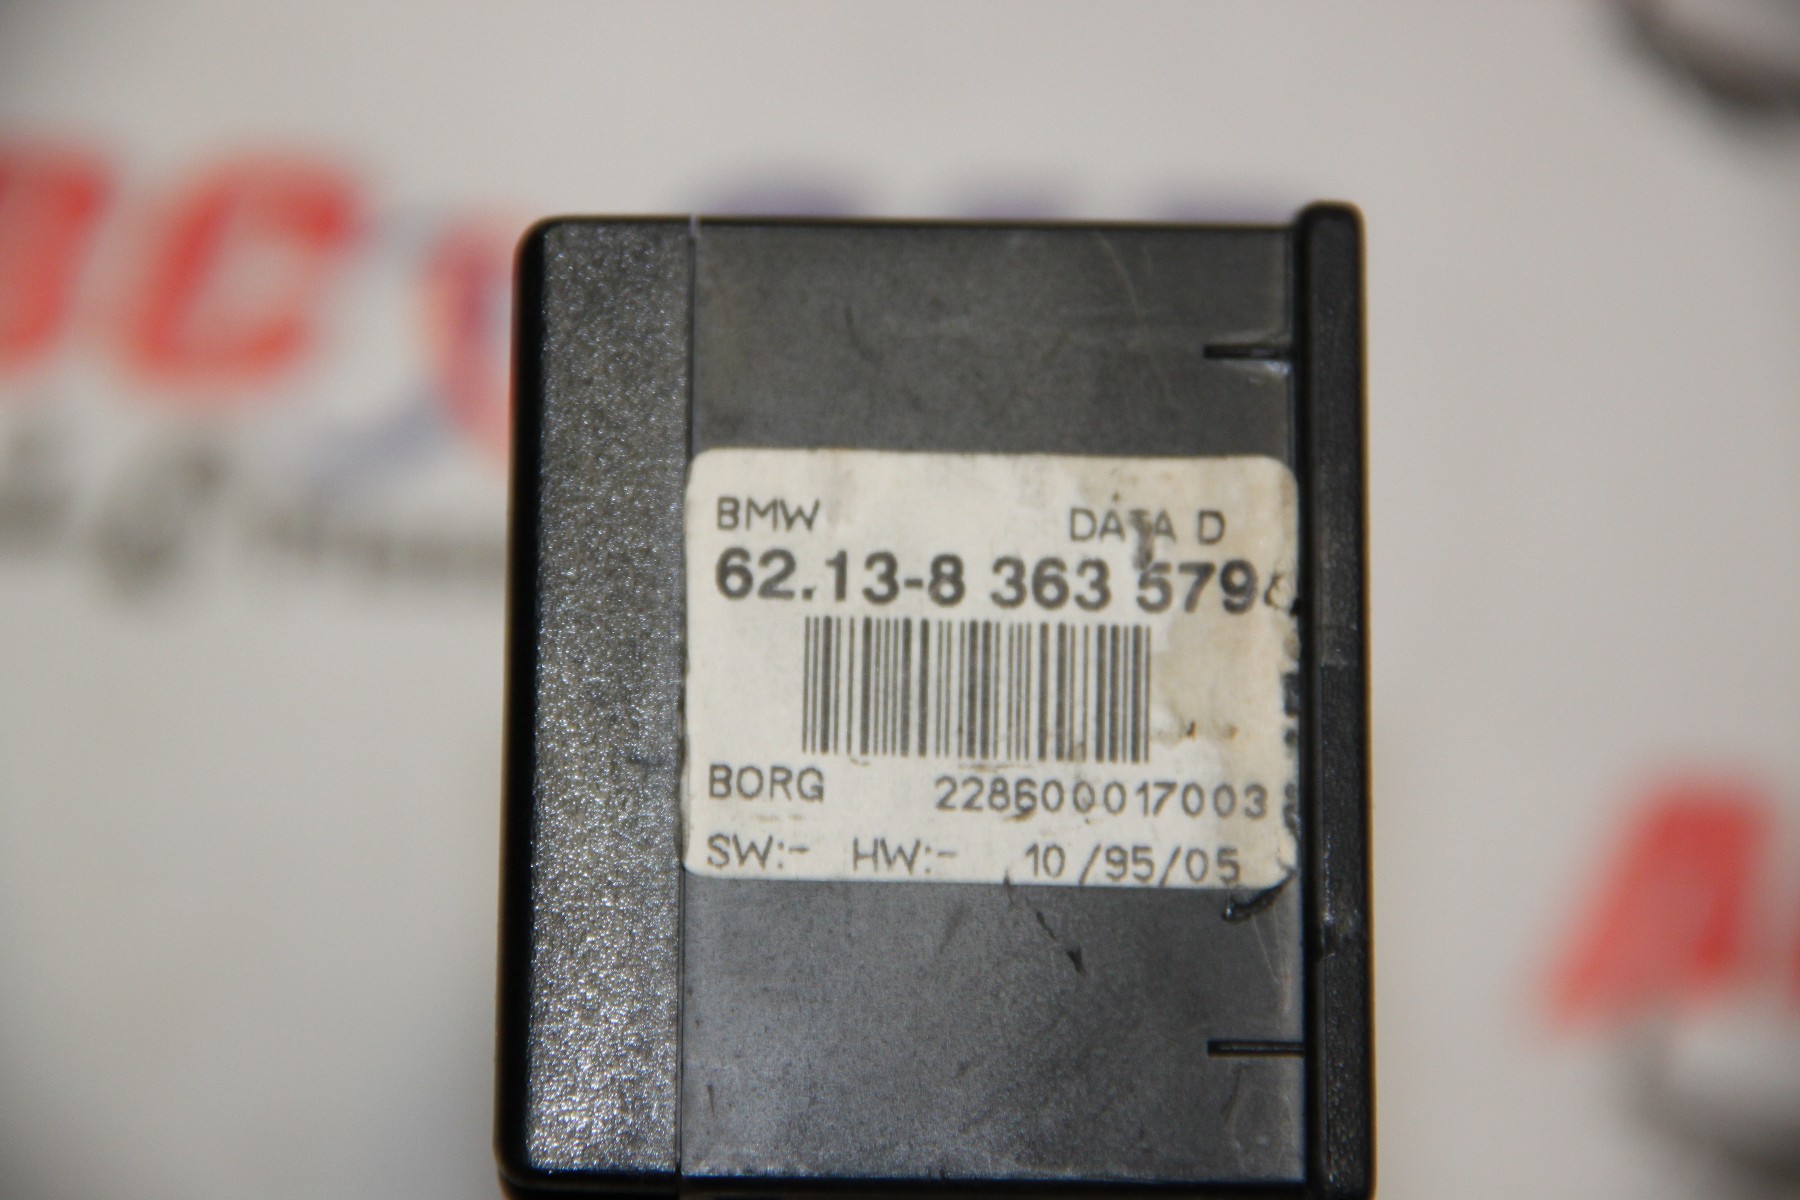 BMW DATA D
62.13-8 363 579
BORG 228600017003
SW:- HW:- 10/95/05